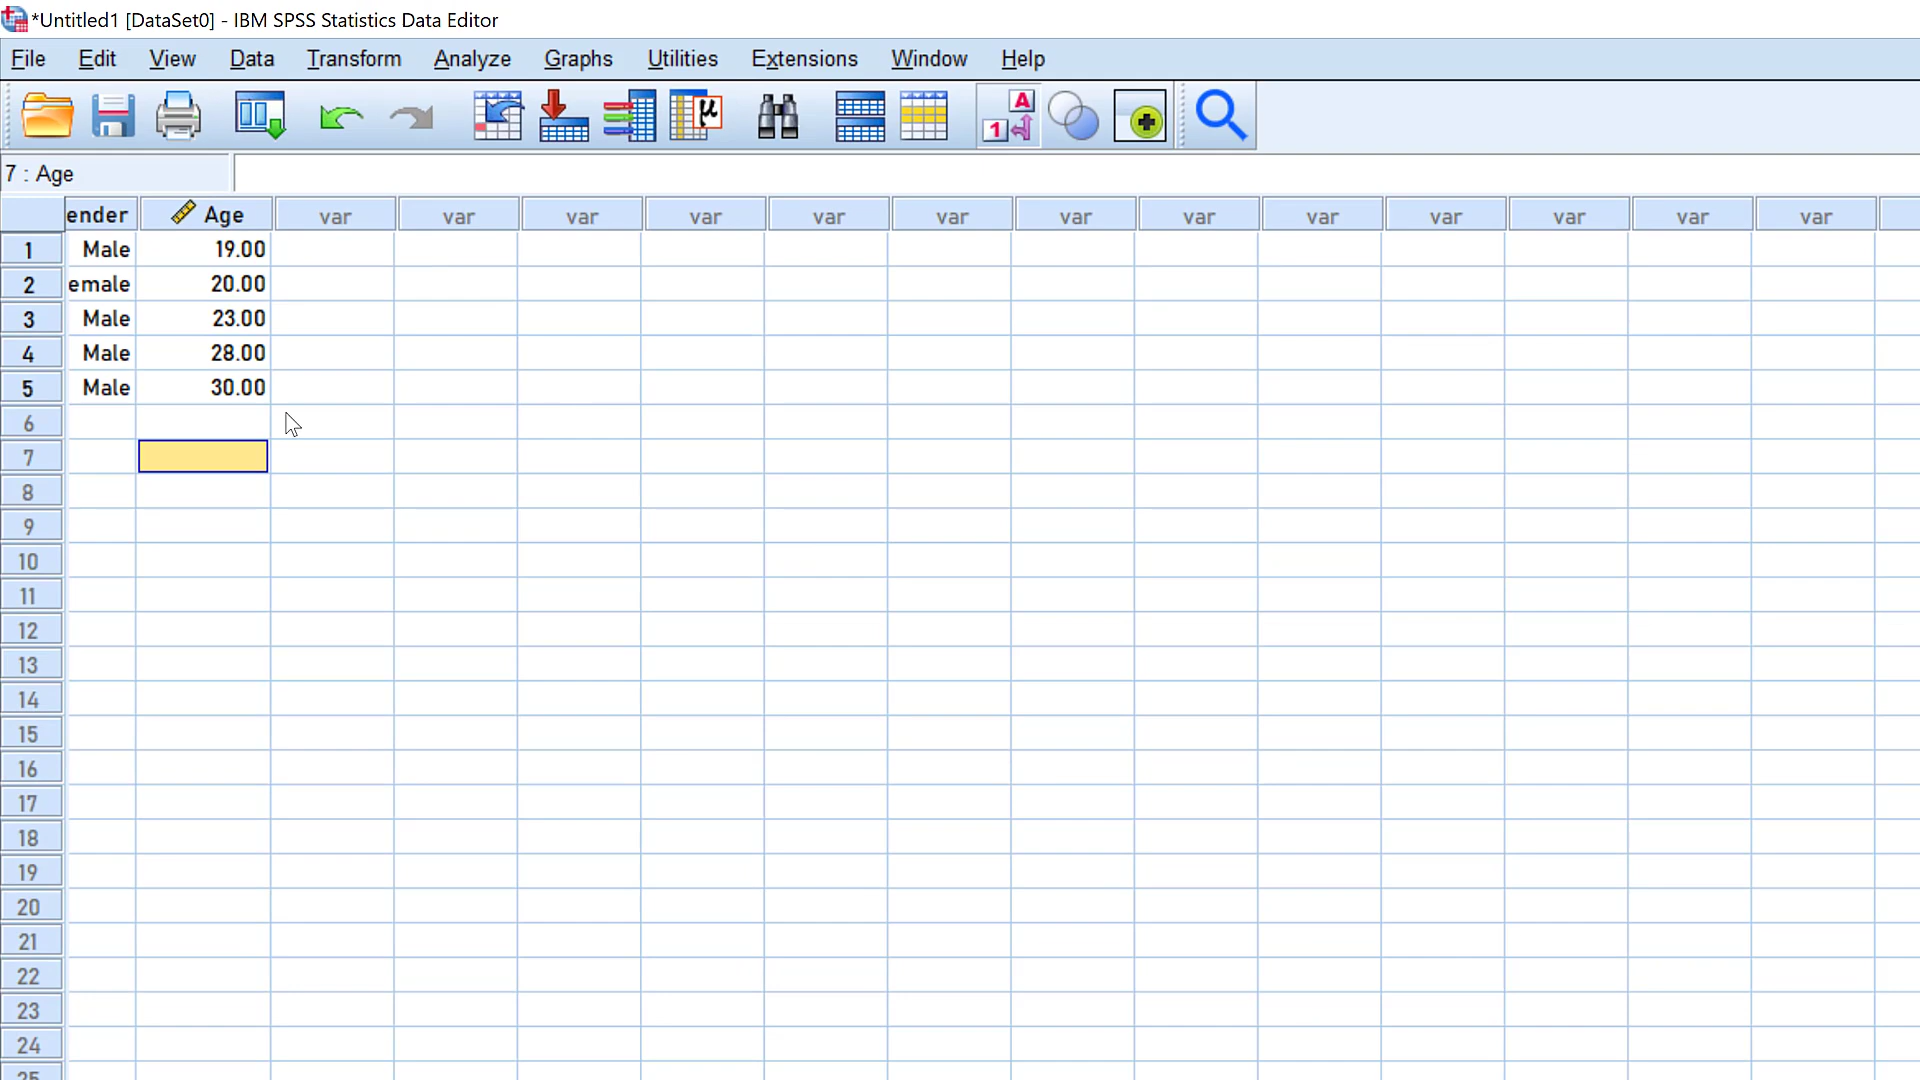 *Untitled1 [DataSet0] - IBM SPSS Statistics Data Editor
File Edit View Data Transform Analyze Graphs Utilities Extensions Window Help
7 : Age
ender Age var var var var var var var var var var var var var
1 Male 19.00
2 emale 20.00
3 Male 23.00
4 Male 28.00
5 Male 30.00
6
7
8
9
10
11
12
13
14
15
16
17
18
19
20
21
22
23
24
25